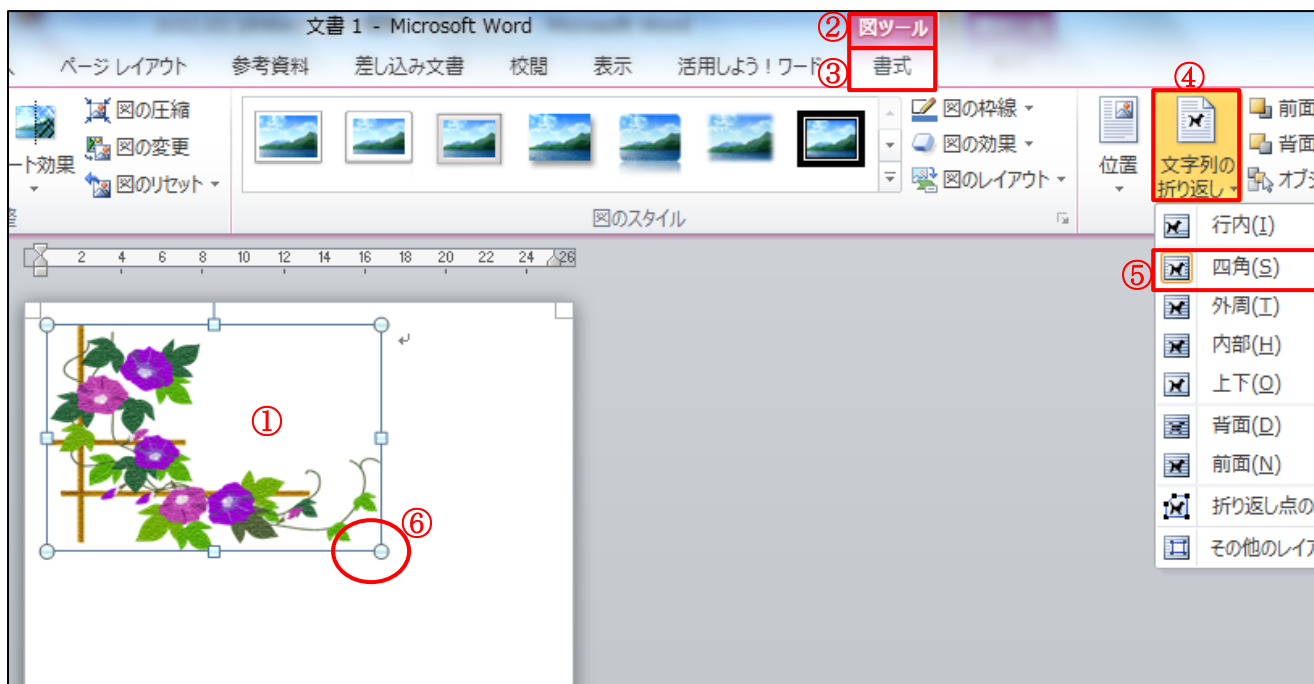 文書 1 - Microsoft Word
② 図ツール
ページ レイアウト 参考資料 差し込み文書 校閲 表示 活用しよう！ワード ③ 書式
④
図の圧縮
図の変更
図のリセット
ート効果
図のスタイル
図の枠線
図の効果
図のレイアウト
位置
文字列の
折り返し
前面
背面
オブ
行内(I)
⑤ 四角(S)
外周(T)
内部(H)
上下(O)
背面(D)
前面(N)
折り返し点の
その他のレイア
2 4 6 8 10 12 14 16 18 20 22 24 26
①
⑥